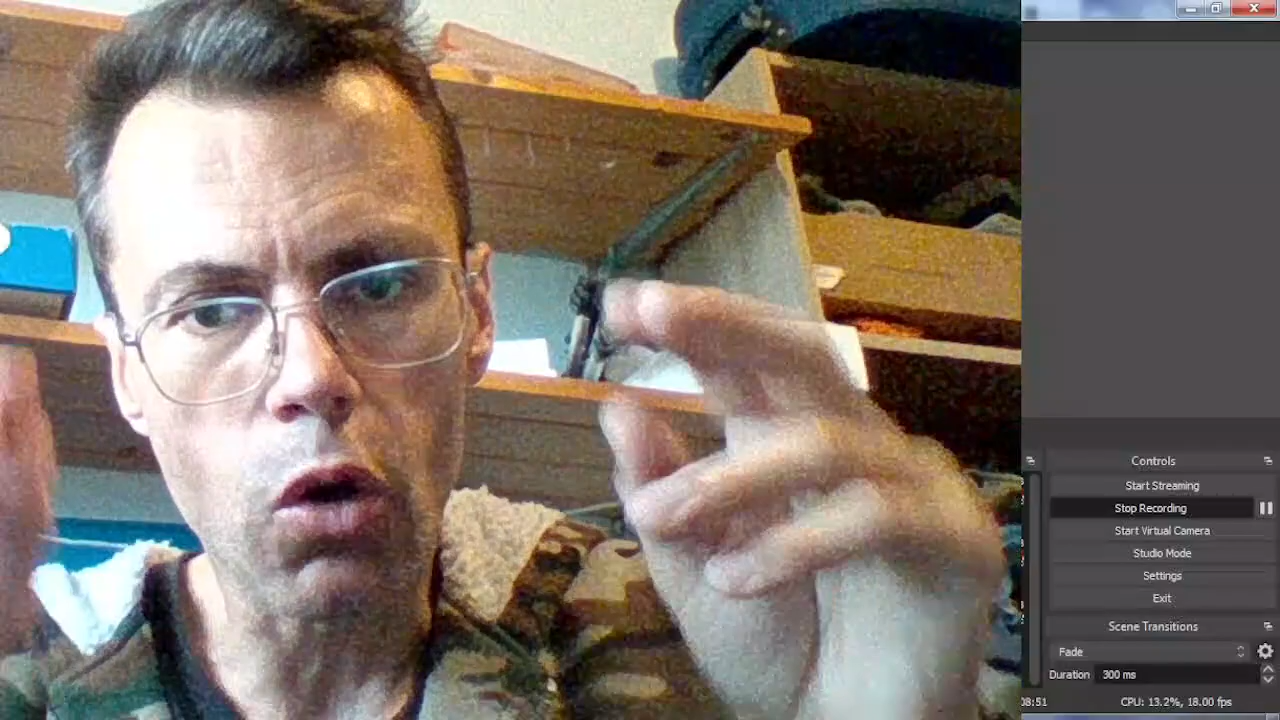 Controls
Start Streaming
Stop Recording
Start Virtual Camera
Studio Mode
Settings
Exit
Scene Transitions
Fade
Duration 300 ms
08:51 CPU: 13.2%, 18.00 fps